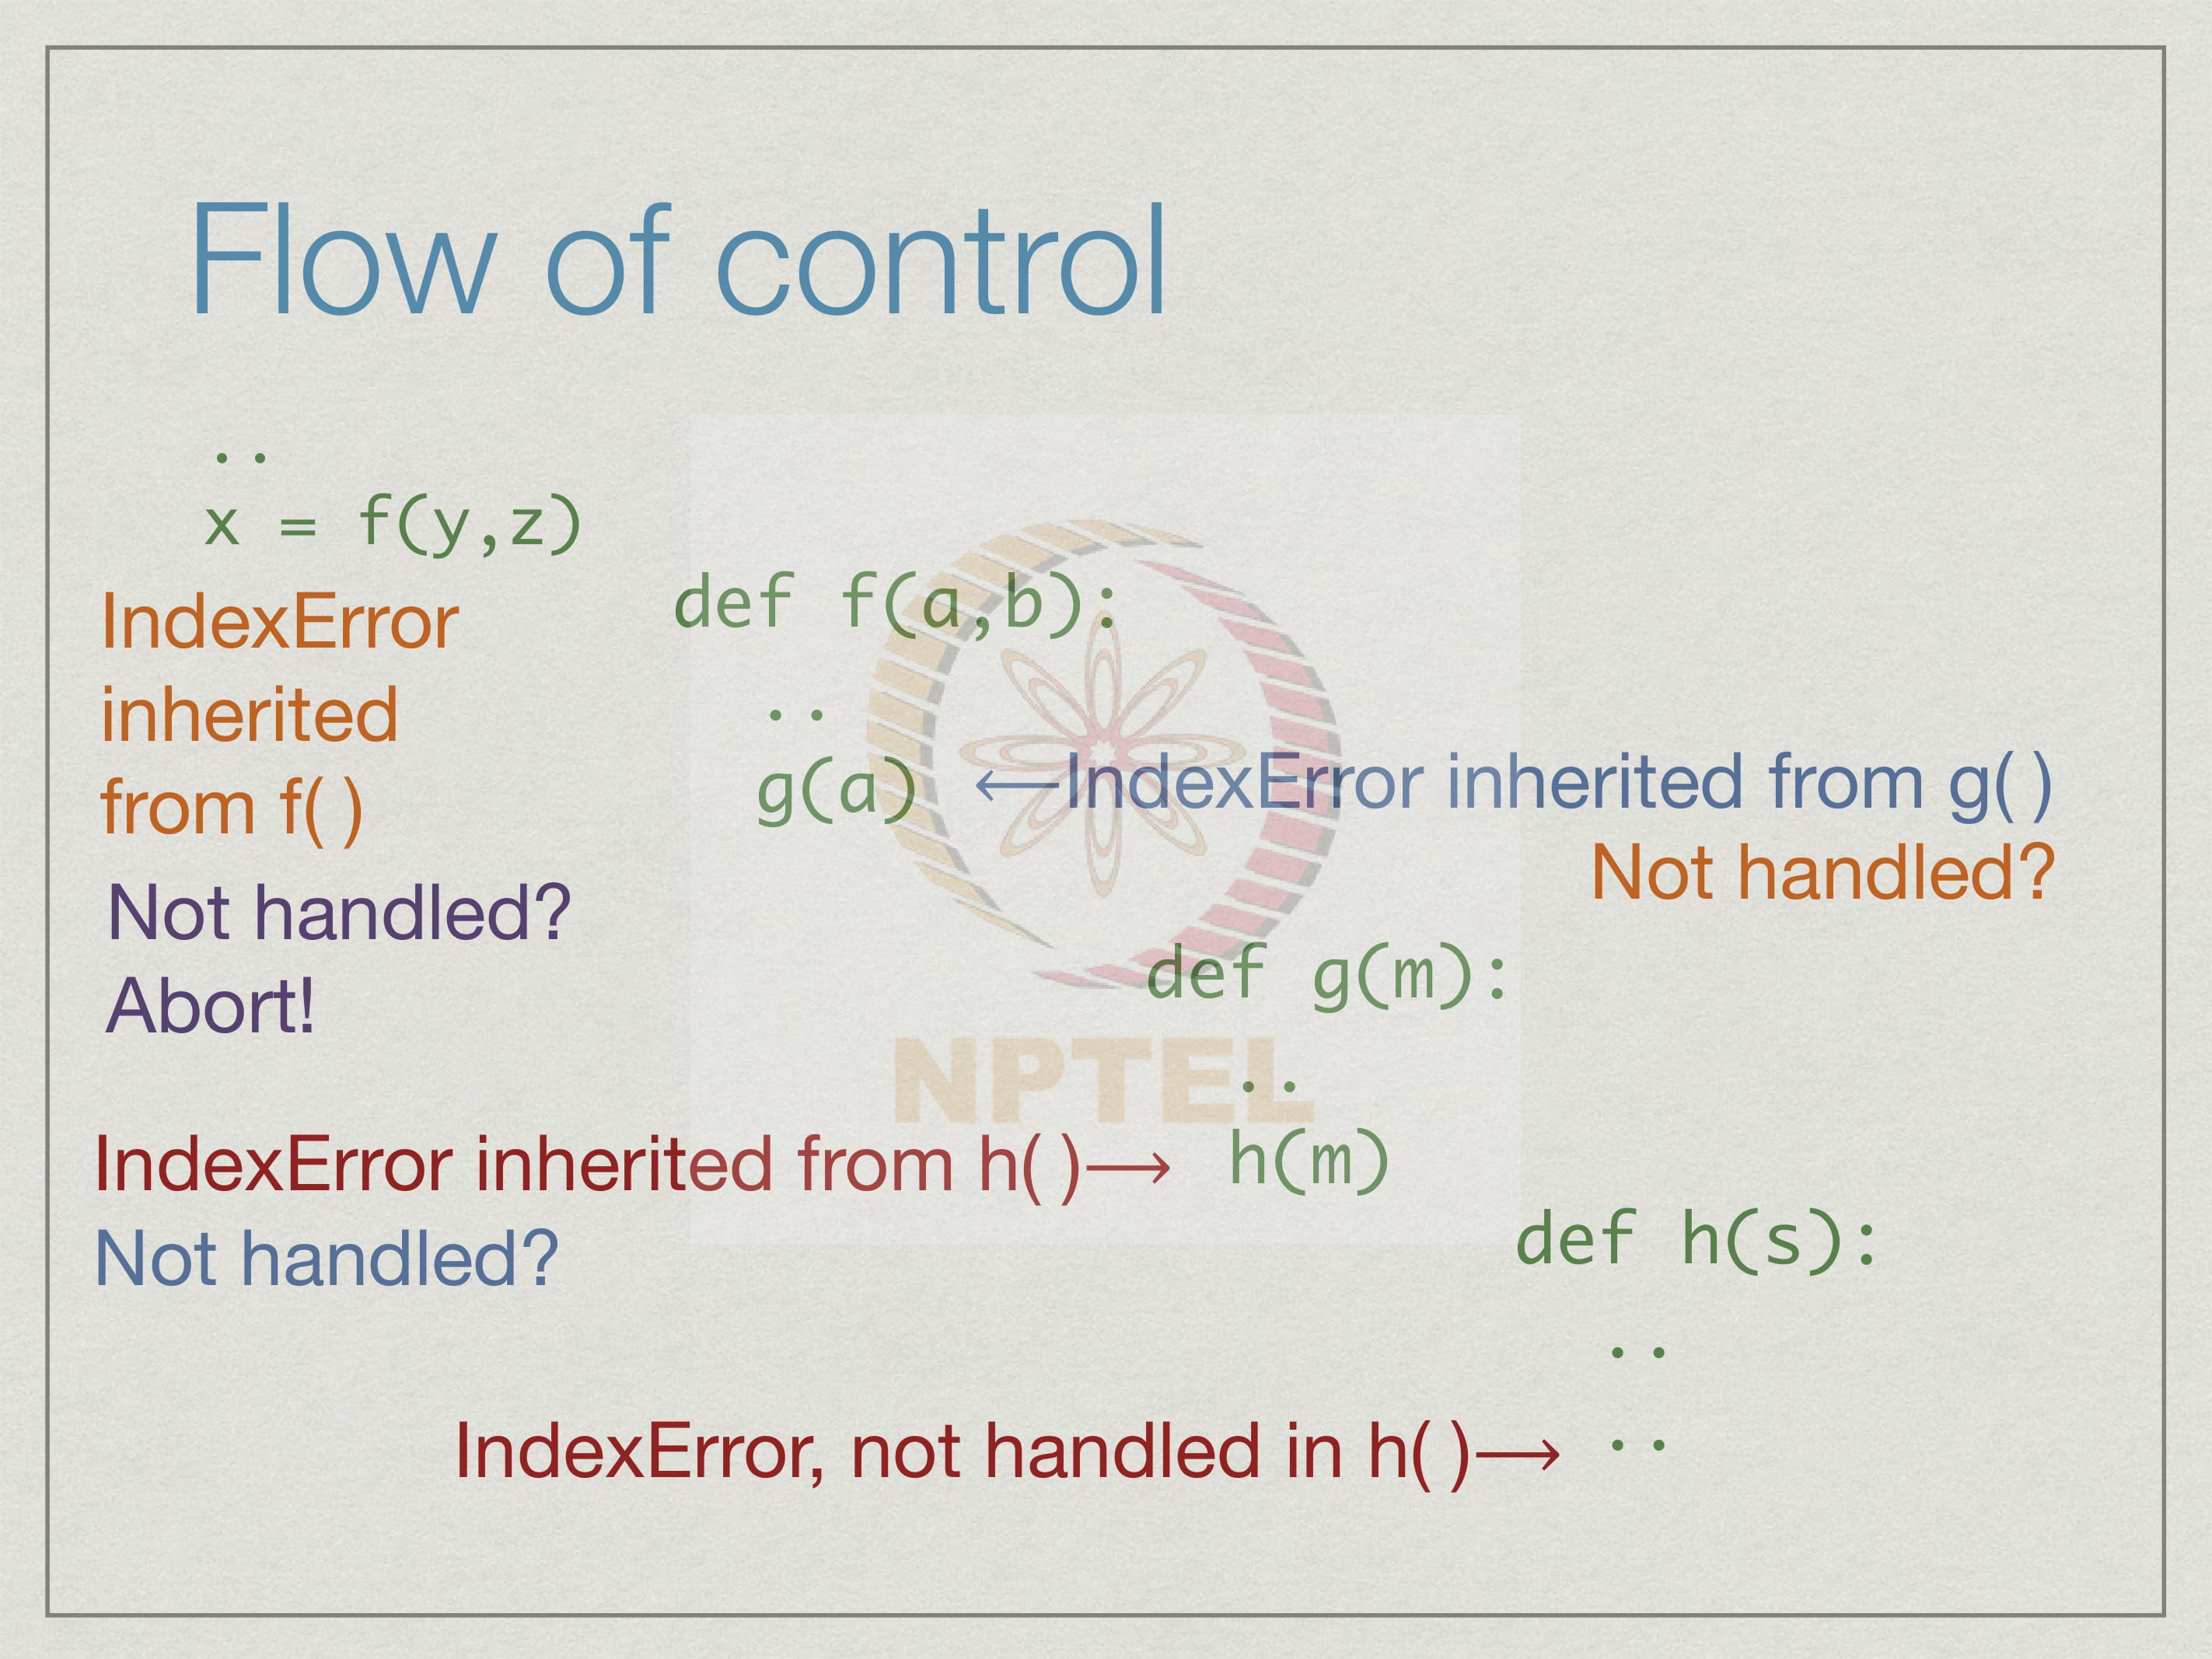 Flow of control
..
x = f(y,z)
IndexError
inherited
from f( )
Not handled?
Abort!
def f(a,b):
..
g(a) ←IndexError inherited from g( )
Not handled?
def g(m):
..
IndexError inherited from h( )→ h(m)
Not handled?
def h(s):
..
IndexError, not handled in h( )→ ..
NPTEL